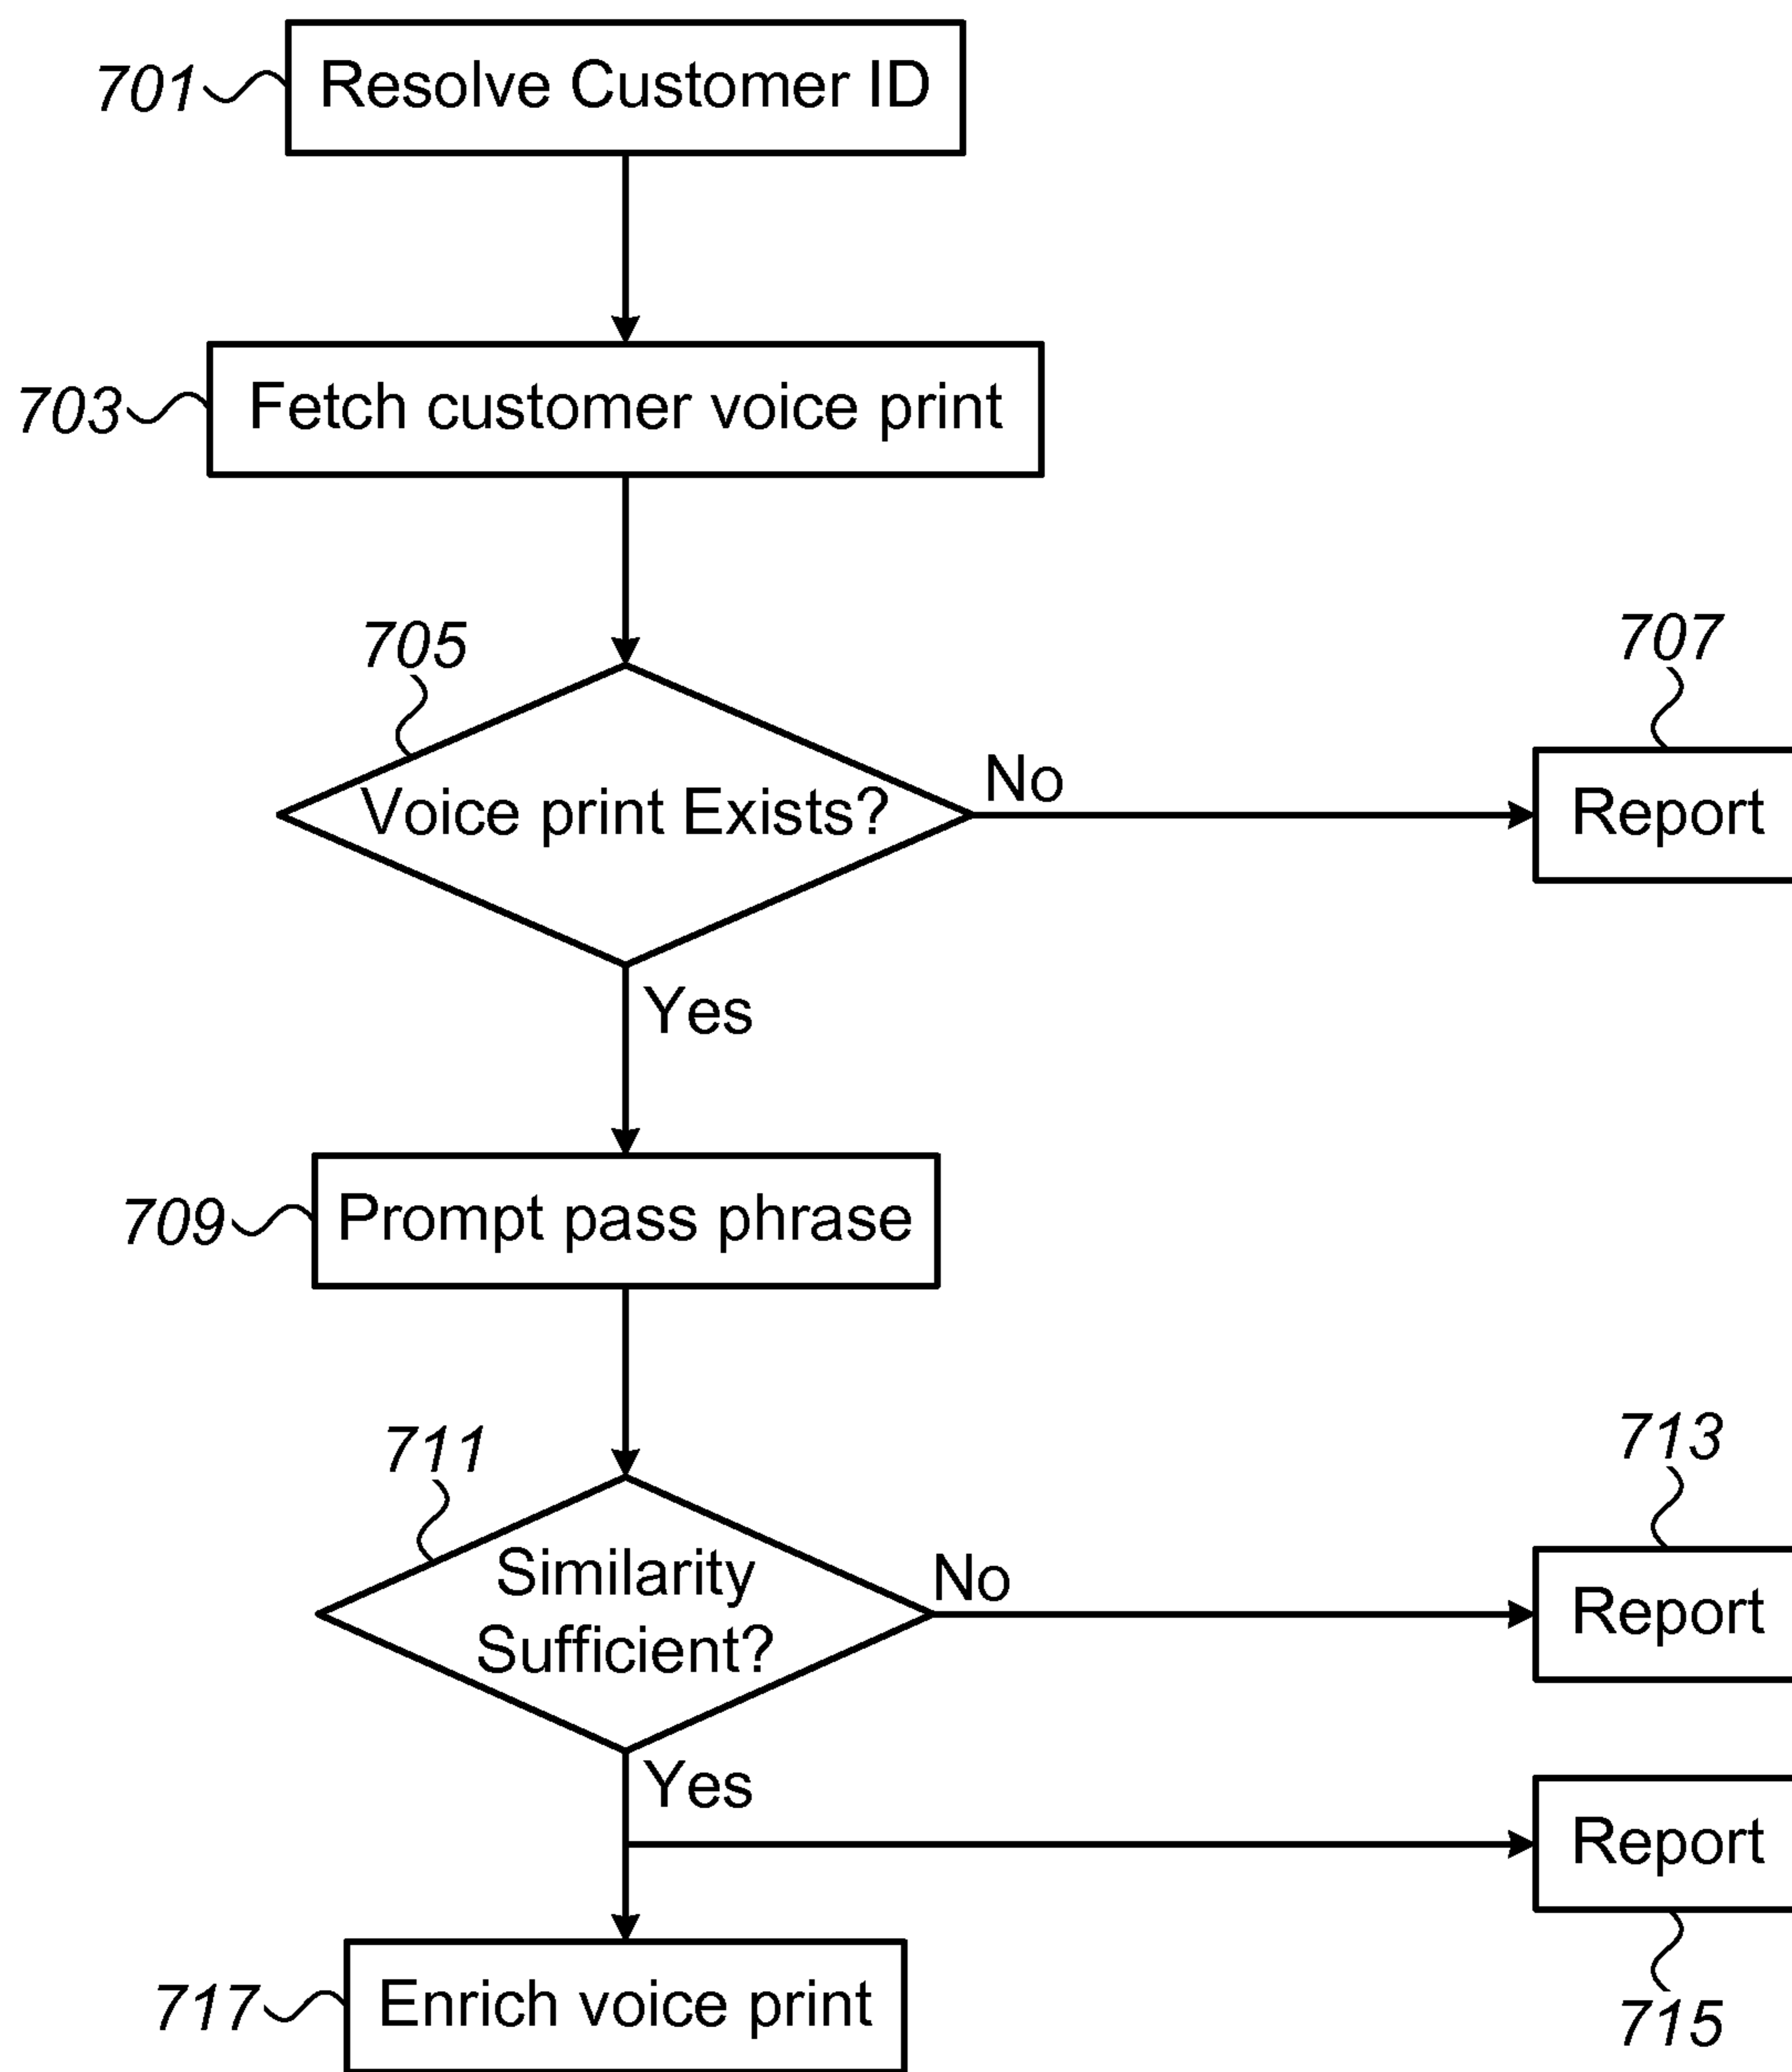 701
Resolve Customer ID
703
Fetch customer voice print
705
707
Voice print Exists?
No
Report
Yes
709
Prompt pass phrase
711
713
Similarity
Sufficient?
No
Report
Yes
Report
717
Enrich voice print
715